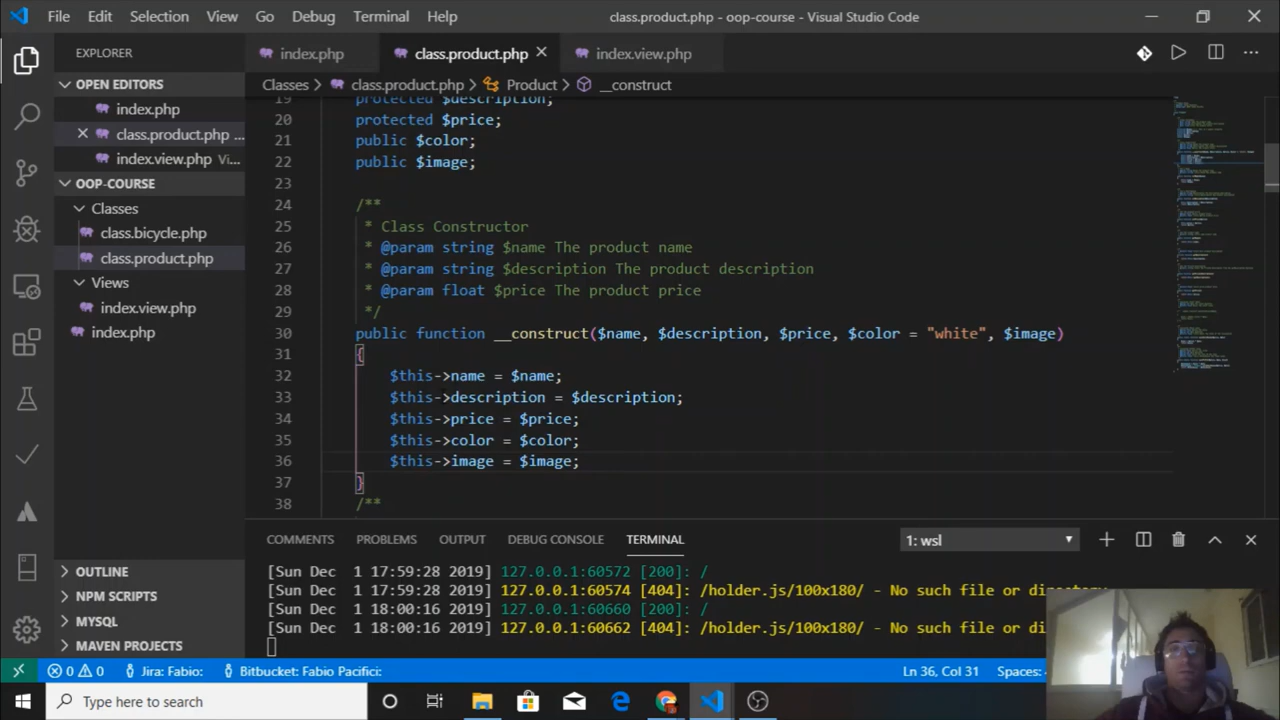 File Edit Selection View Go Debug Terminal Help class.product.php - oop-course - Visual Studio Code
EXPLORER
index.php class.product.php index.view.php
OPEN EDITORS
index.php
class.product.php ...
index.view.php Vi...
OOP-COURSE
Classes
class.bicycle.php
class.product.php
Views
index.view.php
index.php
OUTLINE
NPM SCRIPTS
MYSQL
MAVEN PROJECTS
Classes > class.product.php > Product > __construct
19 protected $description;
20 protected $price;
21 public $color;
22 public $image;
23
24 /**
25 * Class Constructor
26 * @param string $name The product name
27 * @param string $description The product description
28 * @param float $price The product price
29 */
30 public function __construct($name, $description, $price, $color = "white", $image)
31 {
32 $this->name = $name;
33 $this->description = $description;
34 $this->price = $price;
35 $this->color = $color;
36 $this->image = $image;
37 }
38 /**
COMMENTS PROBLEMS OUTPUT DEBUG CONSOLE TERMINAL 1: wsl
[Sun Dec 1 17:59:28 2019] 127.0.0.1:60572 [200]: /
[Sun Dec 1 17:59:28 2019] 127.0.0.1:60574 [404]: /holder.js/100x180/ - No such file or directory
[Sun Dec 1 18:00:16 2019] 127.0.0.1:60660 [200]: /
[Sun Dec 1 18:00:16 2019] 127.0.0.1:60662 [404]: /holder.js/100x180/ - No such file or di
0 0 Jira: Fabio: Bitbucket: Fabio Pacifici: Ln 36, Col 31 Spaces:
Type here to search